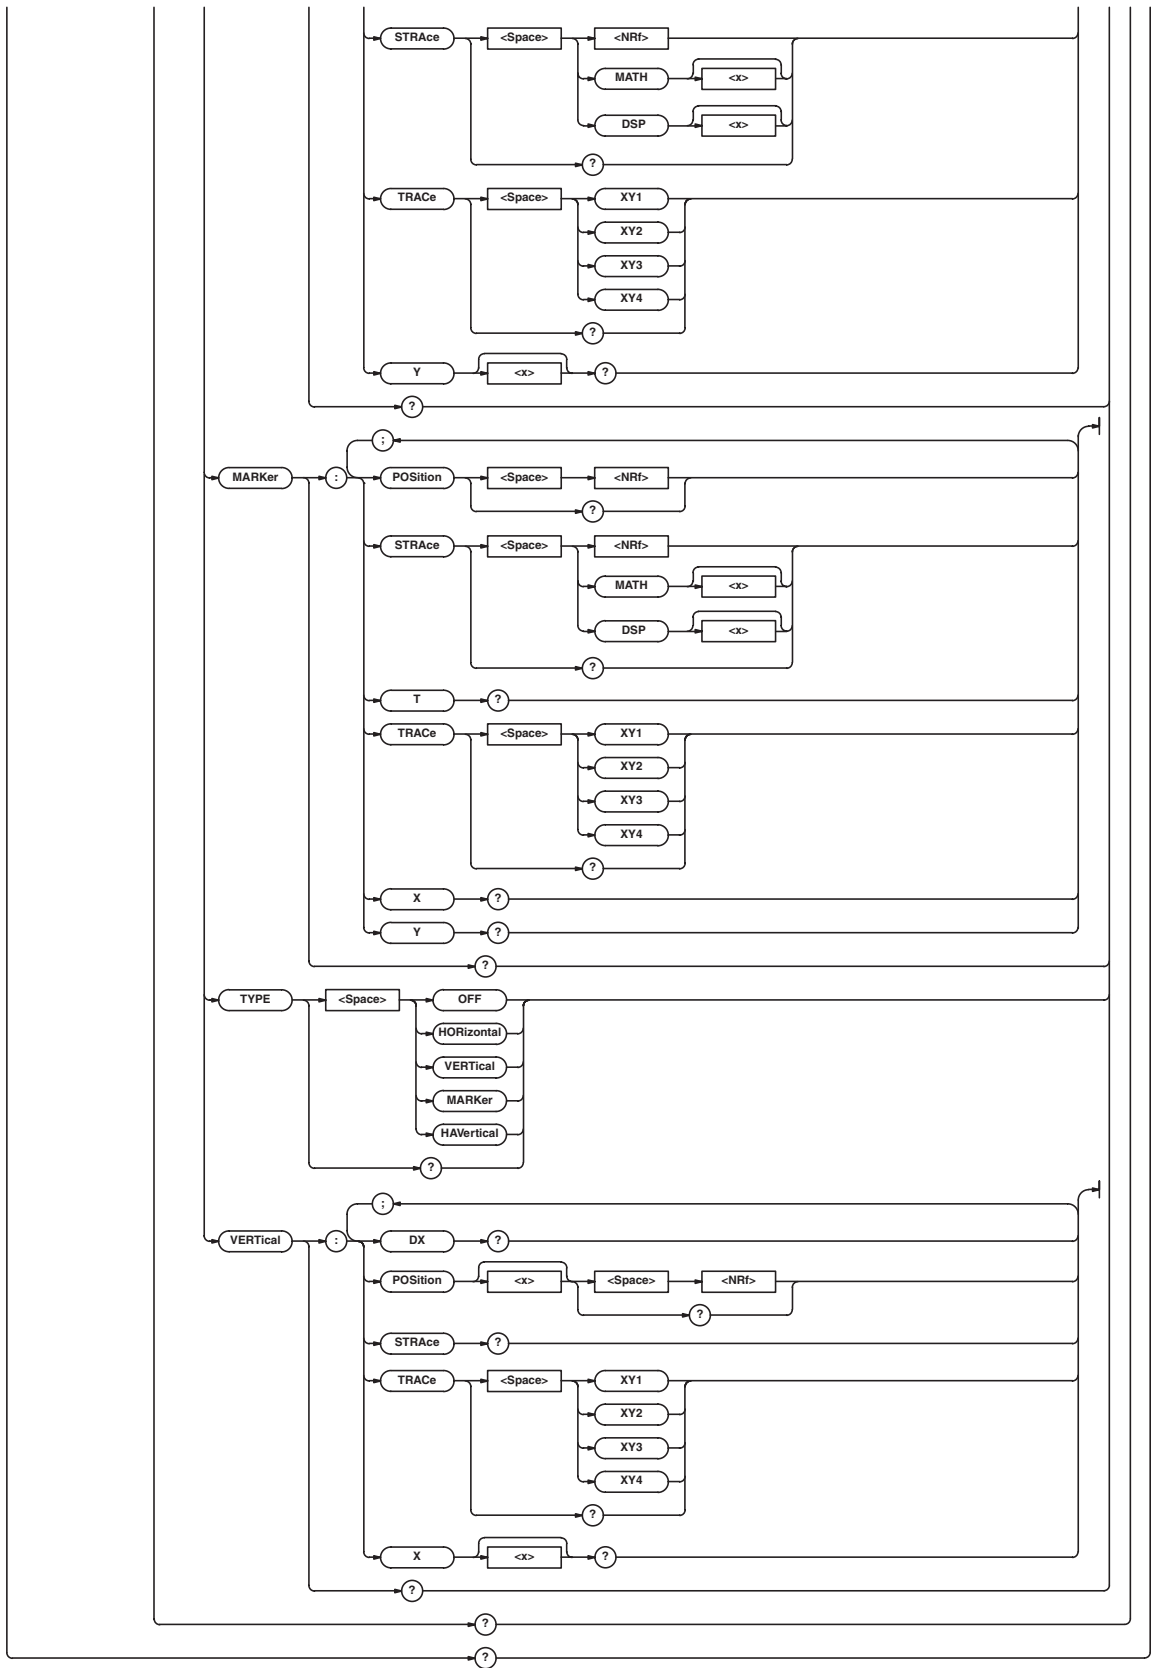 STRAce <Space> <NRf>
MATH <x>
DSP <x>
?
TRACe <Space> XY1
XY2
XY3
XY4
?
Y <x> ?
?
;
MARKer : POSition <Space> <NRf>
?
STRAce <Space> <NRf>
MATH <x>
DSP <x>
?
T ?
TRACe <Space> XY1
XY2
XY3
XY4
?
X ?
Y ?
?
TYPE <Space> OFF
HORizontal
VERTical
MARKer
HAVertical
?
;
VERTical : DX ?
POSition <x> <Space> <NRf>
?
STRAce ?
TRACe <Space> XY1
XY2
XY3
XY4
?
X <x> ?
?
?
?